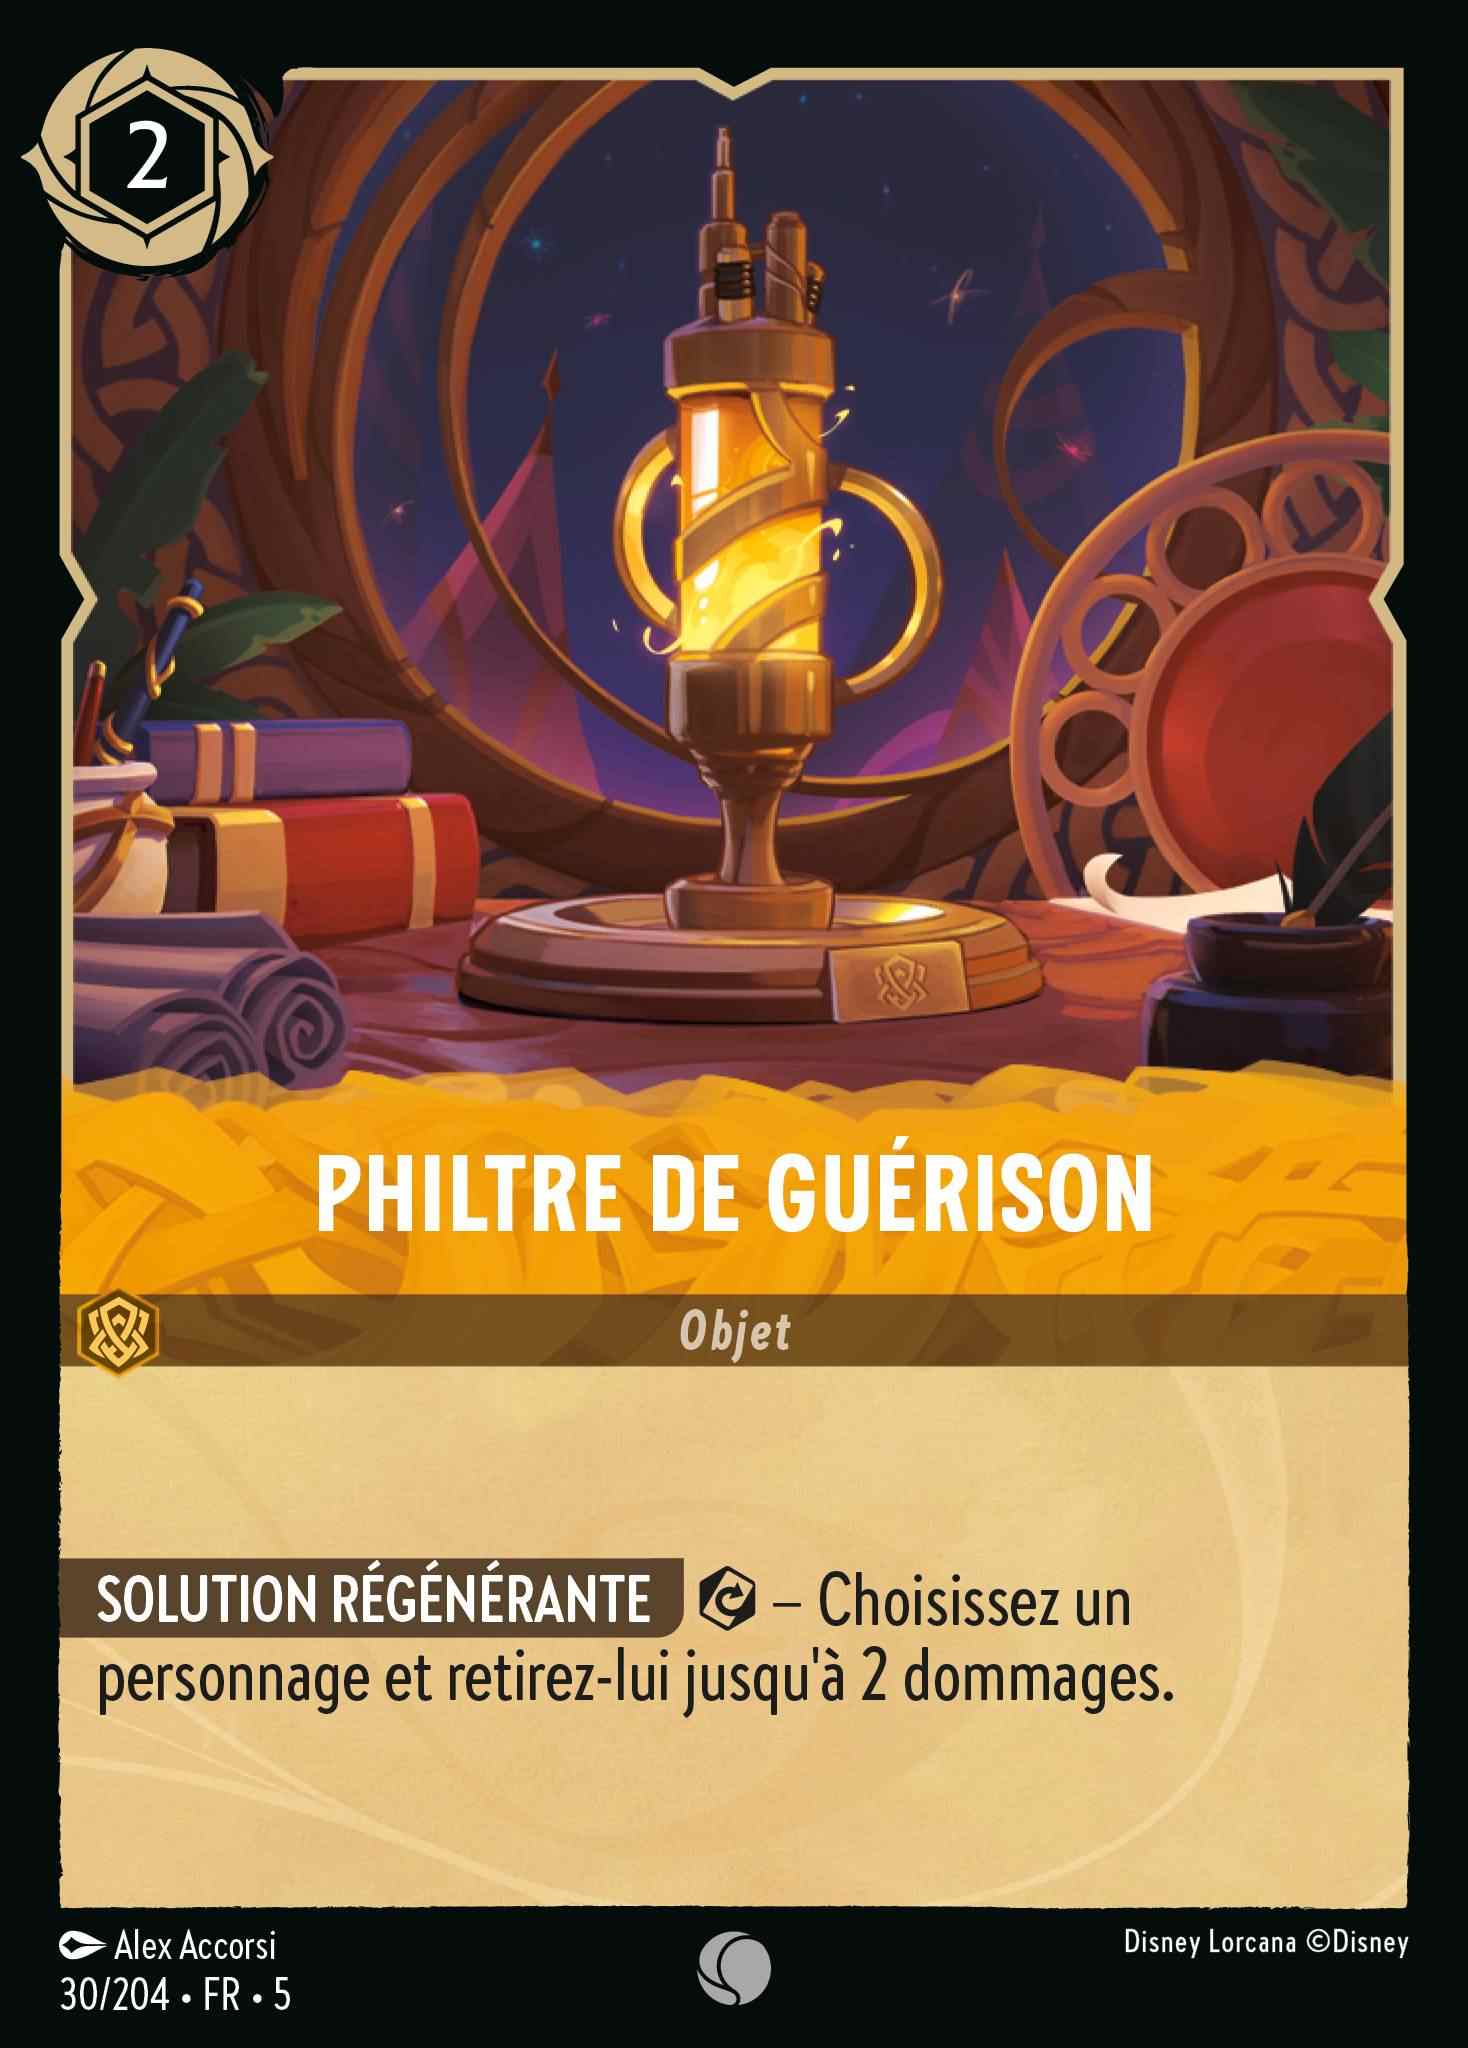 2
PHILTRE DE GUÉRISON
Objet
SOLUTION RÉGÉNÉRANTE – Choisissez un
personnage et retirez-lui jusqu'à 2 dommages.
Alex Accorsi
Disney Lorcana ©Disney
30/204 • FR • 5